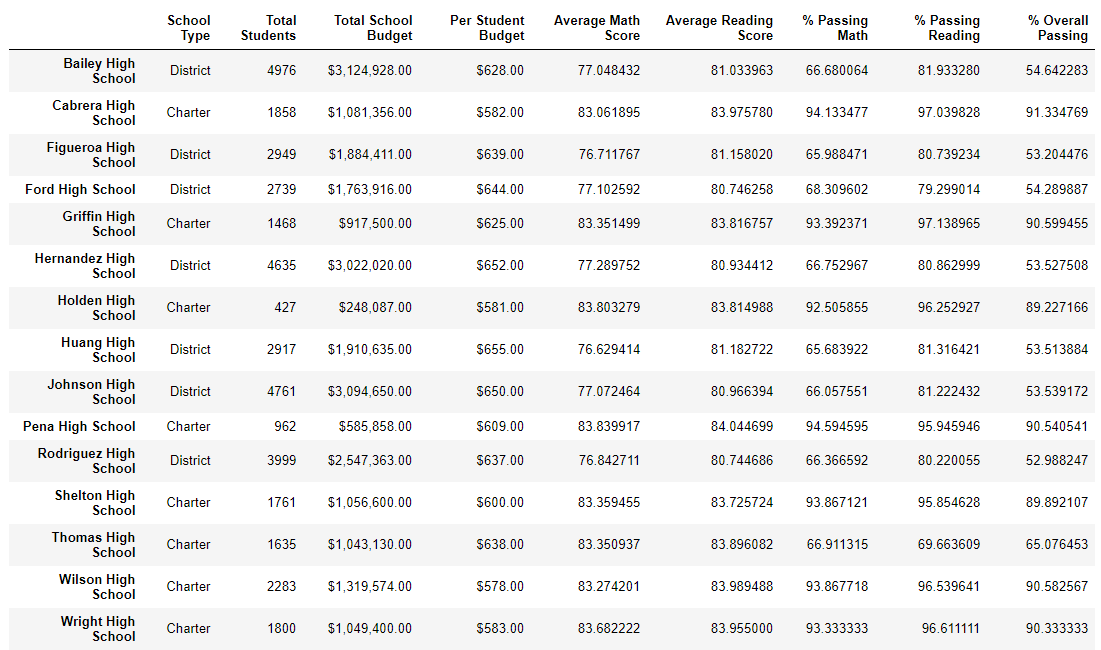 School Type Total Students Total School Budget Per Student Budget Average Math Score Average Reading Score % Passing Math % Passing Reading % Overall Passing
Bailey High School District 4976 $3,124,928.00 $628.00 77.048432 81.033963 66.680064 81.933280 54.642283
Cabrera High School Charter 1858 $1,081,356.00 $582.00 83.061895 83.975780 94.133477 97.039828 91.334769
Figueroa High School District 2949 $1,884,411.00 $639.00 76.711767 81.158020 65.988471 80.739234 53.204476
Ford High School District 2739 $1,763,916.00 $644.00 77.102592 80.746258 68.309602 79.299014 54.289887
Griffin High School Charter 1468 $917,500.00 $625.00 83.351499 83.816757 93.392371 97.138965 90.599455
Hernandez High School District 4635 $3,022,020.00 $652.00 77.289752 80.934412 66.752967 80.862999 53.527508
Holden High School Charter 427 $248,087.00 $581.00 83.803279 83.814988 92.505855 96.252927 89.227166
Huang High School District 2917 $1,910,635.00 $655.00 76.629414 81.182722 65.683922 81.316421 53.513884
Johnson High School District 4761 $3,094,650.00 $650.00 77.072464 80.966394 66.057551 81.222432 53.539172
Pena High School Charter 962 $585,858.00 $609.00 83.839917 84.044699 94.594595 95.945946 90.540541
Rodriguez High School District 3999 $2,547,363.00 $637.00 76.842711 80.744686 66.366592 80.220055 52.988247
Shelton High School Charter 1761 $1,056,600.00 $600.00 83.359455 83.725724 93.867121 95.854628 89.892107
Thomas High School Charter 1635 $1,043,130.00 $638.00 83.350937 83.896082 66.911315 69.663609 65.076453
Wilson High School Charter 2283 $1,319,574.00 $578.00 83.274201 83.989488 93.867718 96.539641 90.582567
Wright High School Charter 1800 $1,049,400.00 $583.00 83.682222 83.955000 93.333333 96.611111 90.333333